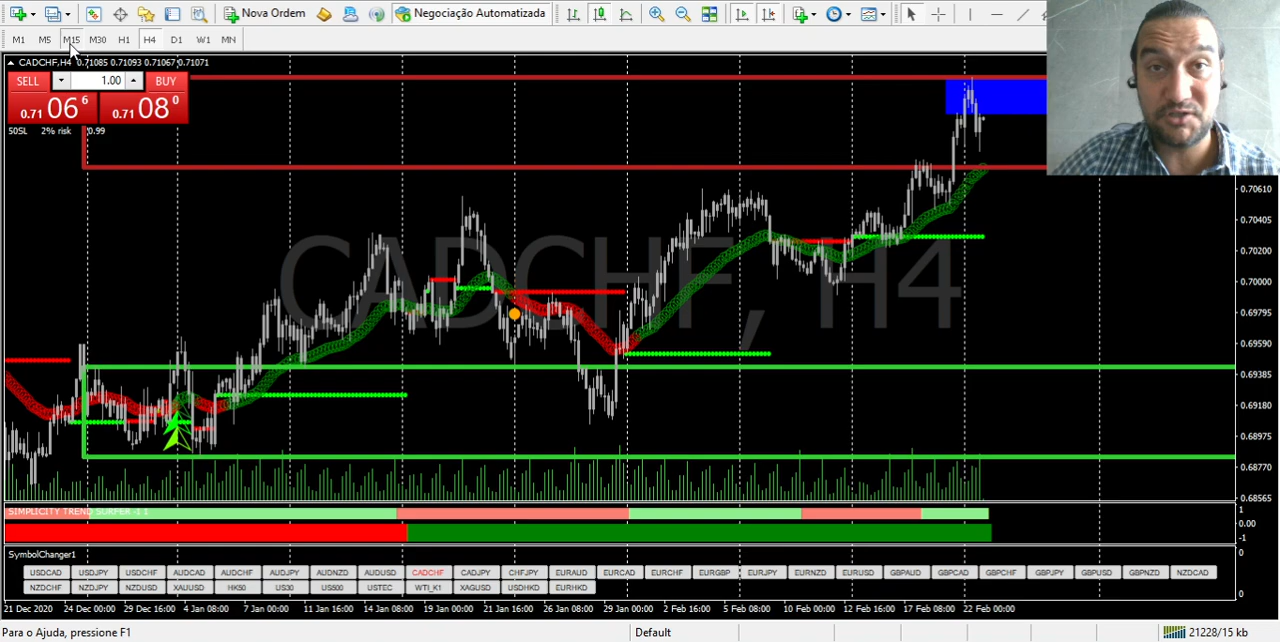 Nova Ordem Negociação Automatizada
M1 M5 M15 M30 H1 H4 D1 W1 MN
CADCHF,H4 0.71085 0.71093 0.71067 0.71071
SELL 1.00 BUY
0.71 06 6 0.71 08 0
50SL 2% risk 0.99
CADCHF, H4
0.70610
0.70405
0.70200
0.70000
0.69795
0.69590
0.69385
0.69180
0.68975
0.68770
0.68565
SIMPLICITY TREND SURFER -1 1
1
0.00
-1
SymbolChanger1
0
0
USDCAD USDJPY USDCHF AUDCAD AUDCHF AUDJPY AUDNZD AUDUSD CADCHF CADJPY CHFJPY EURAUD EURCAD EURCHF EURGBP EURJPY EURNZD EURUSD GBPAUD GBPCAD GBPCHF GBPJPY GBPUSD GBPNZD NZDCAD
NZDCHF NZDJPY NZDUSD XAUUSD HK50 US30 US500 USTEC WTI_K1 XAGUSD USDHKD EURHKD
21 Dec 2020 24 Dec 00:00 29 Dec 16:00 4 Jan 08:00 7 Jan 00:00 11 Jan 16:00 14 Jan 08:00 19 Jan 00:00 21 Jan 16:00 26 Jan 08:00 29 Jan 00:00 2 Feb 16:00 5 Feb 08:00 10 Feb 00:00 12 Feb 16:00 17 Feb 08:00 22 Feb 00:00
Para o Ajuda, pressione F1 Default 21228/15 kb